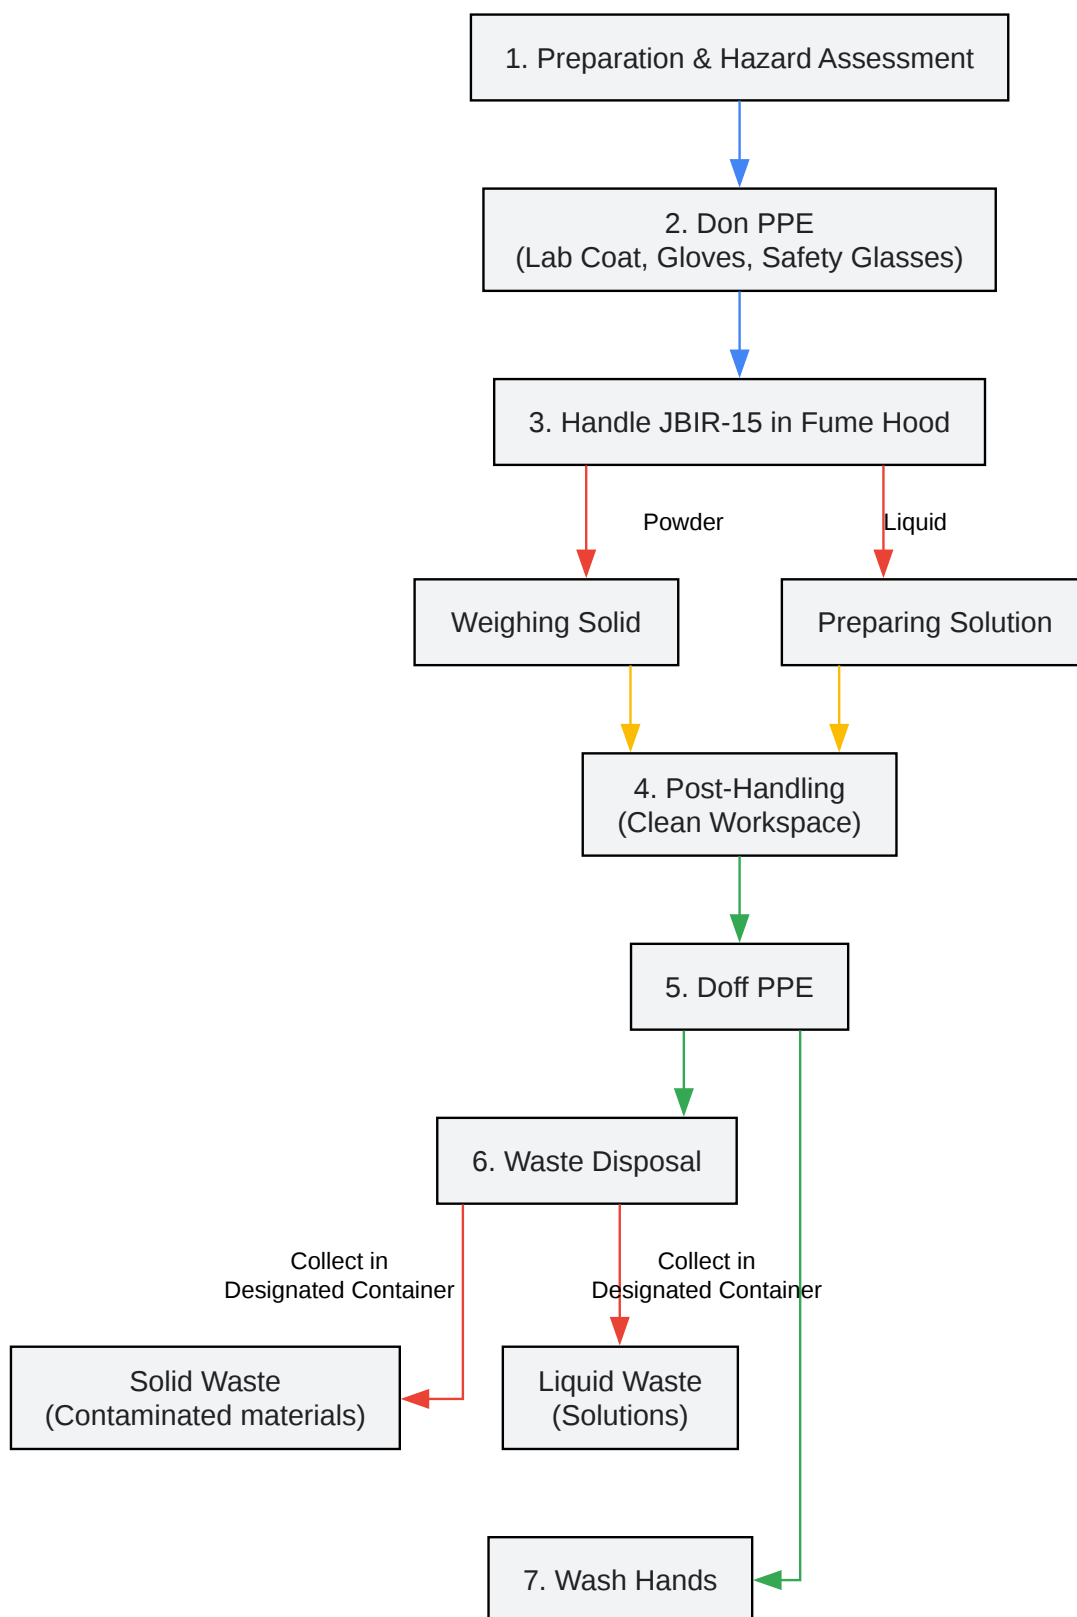 1. Preparation & Hazard Assessment
2. Don PPE
(Lab Coat, Gloves, Safety Glasses)
3. Handle JBIR-15 in Fume Hood
Powder
Liquid
Weighing Solid
Preparing Solution
4. Post-Handling
(Clean Workspace)
5. Doff PPE
6. Waste Disposal
Collect in
Designated Container
Collect in
Designated Container
Solid Waste
(Contaminated materials)
Liquid Waste
(Solutions)
7. Wash Hands